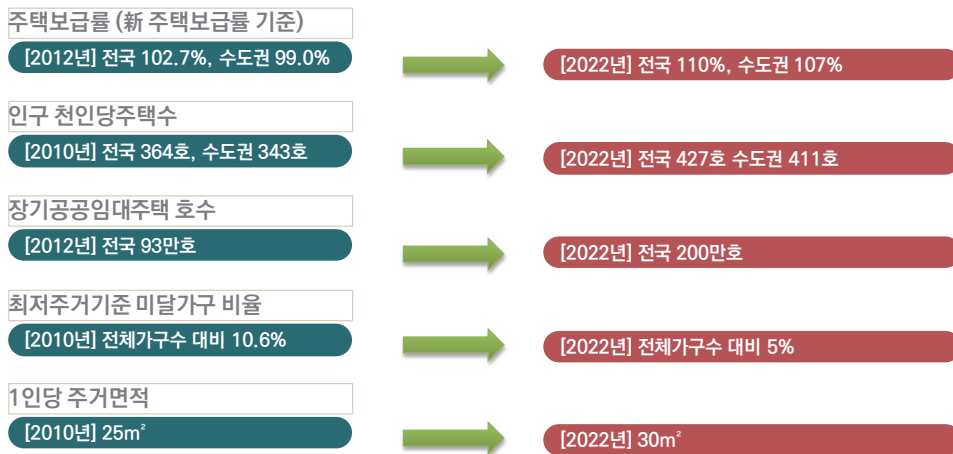 주택보급률 (新 주택보급률 기준)
[2012년] 전국 102.7%, 수도권 99.0%
[2022년] 전국 110%, 수도권 107%
인구 천인당주택수
[2010년] 전국 364호, 수도권 343호
[2022년] 전국 427호 수도권 411호
장기공공임대주택 호수
[2012년] 전국 93만호
[2022년] 전국 200만호
최저주거기준 미달가구 비율
[2010년] 전체가구수 대비 10.6%
[2022년] 전체가구수 대비 5%
1인당 주거면적
[2010년] 25m²
[2022년] 30m²